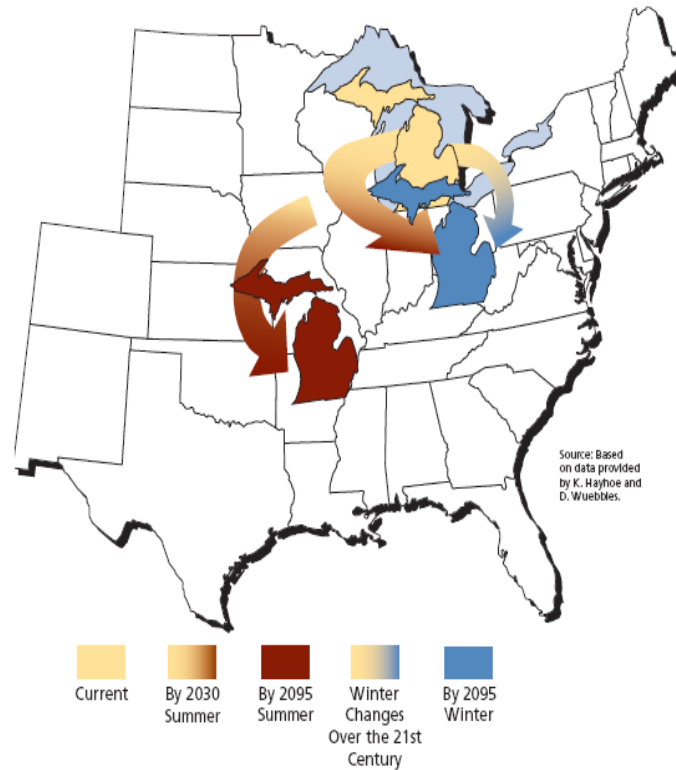 Source: Based
on data provided
by K. Hayhoe and
D. Wuebbles.
Current
By 2030
Summer
By 2095
Summer
Winter
Changes
Over the 21st
Century
By 2095
Winter